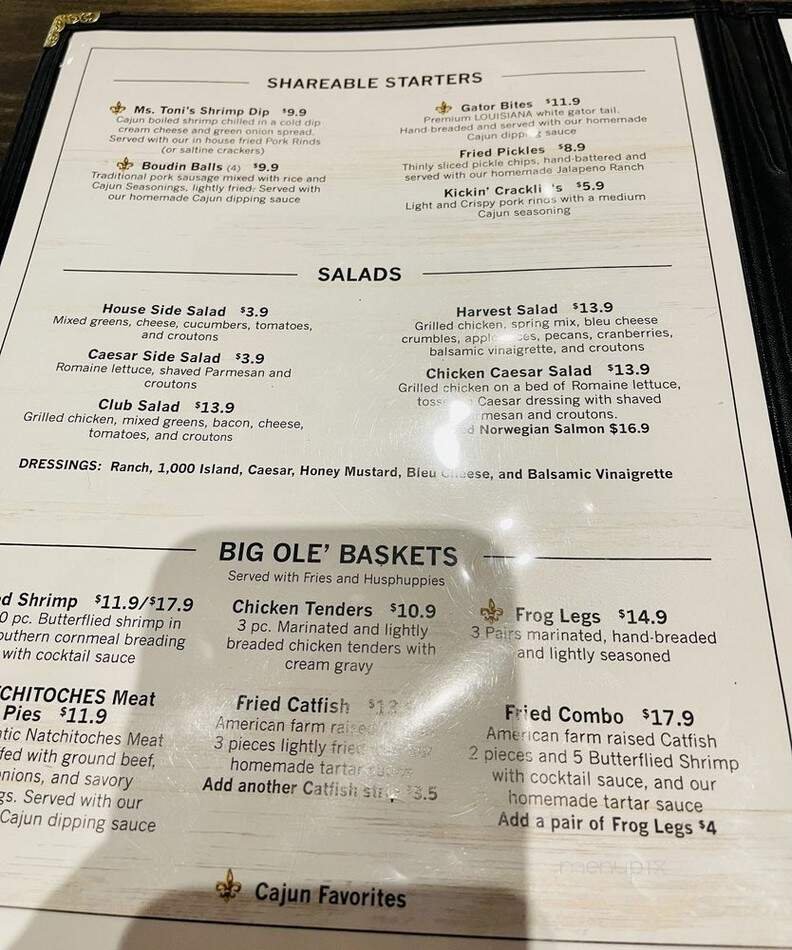 SHAREABLE STARTERS
Ms. Toni's Shrimp Dip $9.9
Cajun boiled shrimp chilled in a cold dip
cream cheese and green onion spread.
Served with our in house fried Pork Rinds
(or saltine crackers)
Boudin Balls (4) $9.9
Traditional pork sausage mixed with rice and
Cajun Seasonings, lightly fried. Served with
our homemade Cajun dipping sauce
Gator Bites $11.9
Premium LOUISIANA white gator tail.
Hand-breaded and served with our homemade
Cajun sauce
Fried Pickles $8.9
Thinly sliced pickle chips, hand-battered and
served with our homemade Jalapeno Ranch
Kickin' $5.9
Light and Crispy pork rinds with a medium
Cajun seasoning
SALADS
House Side Salad $3.9
Mixed greens, cheese, cucumbers, tomatoes,
and croutons
Caesar Side Salad $3.9
Romaine lettuce, shaved Parmesan and
croutons
Club Salad $13.9
Grilled chicken, mixed greens, bacon, cheese,
tomatoes, and croutons
Harvest Salad $13.9
Grilled chicken, spring mix, bleu cheese
crumbles, pecans, cranberries,
balsamic vinaigrette, and croutons
Chicken Caesar Salad $13.9
Grilled chicken on a bed of Romaine lettuce,
Caesar dressing with shaved
and croutons.
Norwegian Salmon $16.9
DRESSINGS: Ranch, 1,000 Island, Caesar, Honey Mustard, Bleu Cheese, and Balsamic Vinaigrette
BIG OLE' BASKETS
Served with Fries and Husphuppies
d Shrimp $11.9/$17.9
0 pc. Butterflied shrimp in
outhern cornmeal breading
with cocktail sauce
CHITOCHES Meat
Pies $11.9
tic Natchitoches Meat
fed with ground beef,
nions, and savory
gs. Served with our
Cajun dipping sauce
Chicken Tenders $10.9
3 pc. Marinated and lightly
breaded chicken tenders with
cream gravy
Fried Catfish
American farm raised
3 pieces lightly fried
homemade tartar
Add another Catfish
Frog Legs $14.9
3 Pairs marinated, hand-breaded
and lightly seasoned
Fried Combo $17.9
American farm raised Catfish
2 pieces and 5 Butterflied Shrimp
with cocktail sauce, and our
homemade tartar sauce
Add a pair of Frog Legs $4
menupix
Cajun Favorites